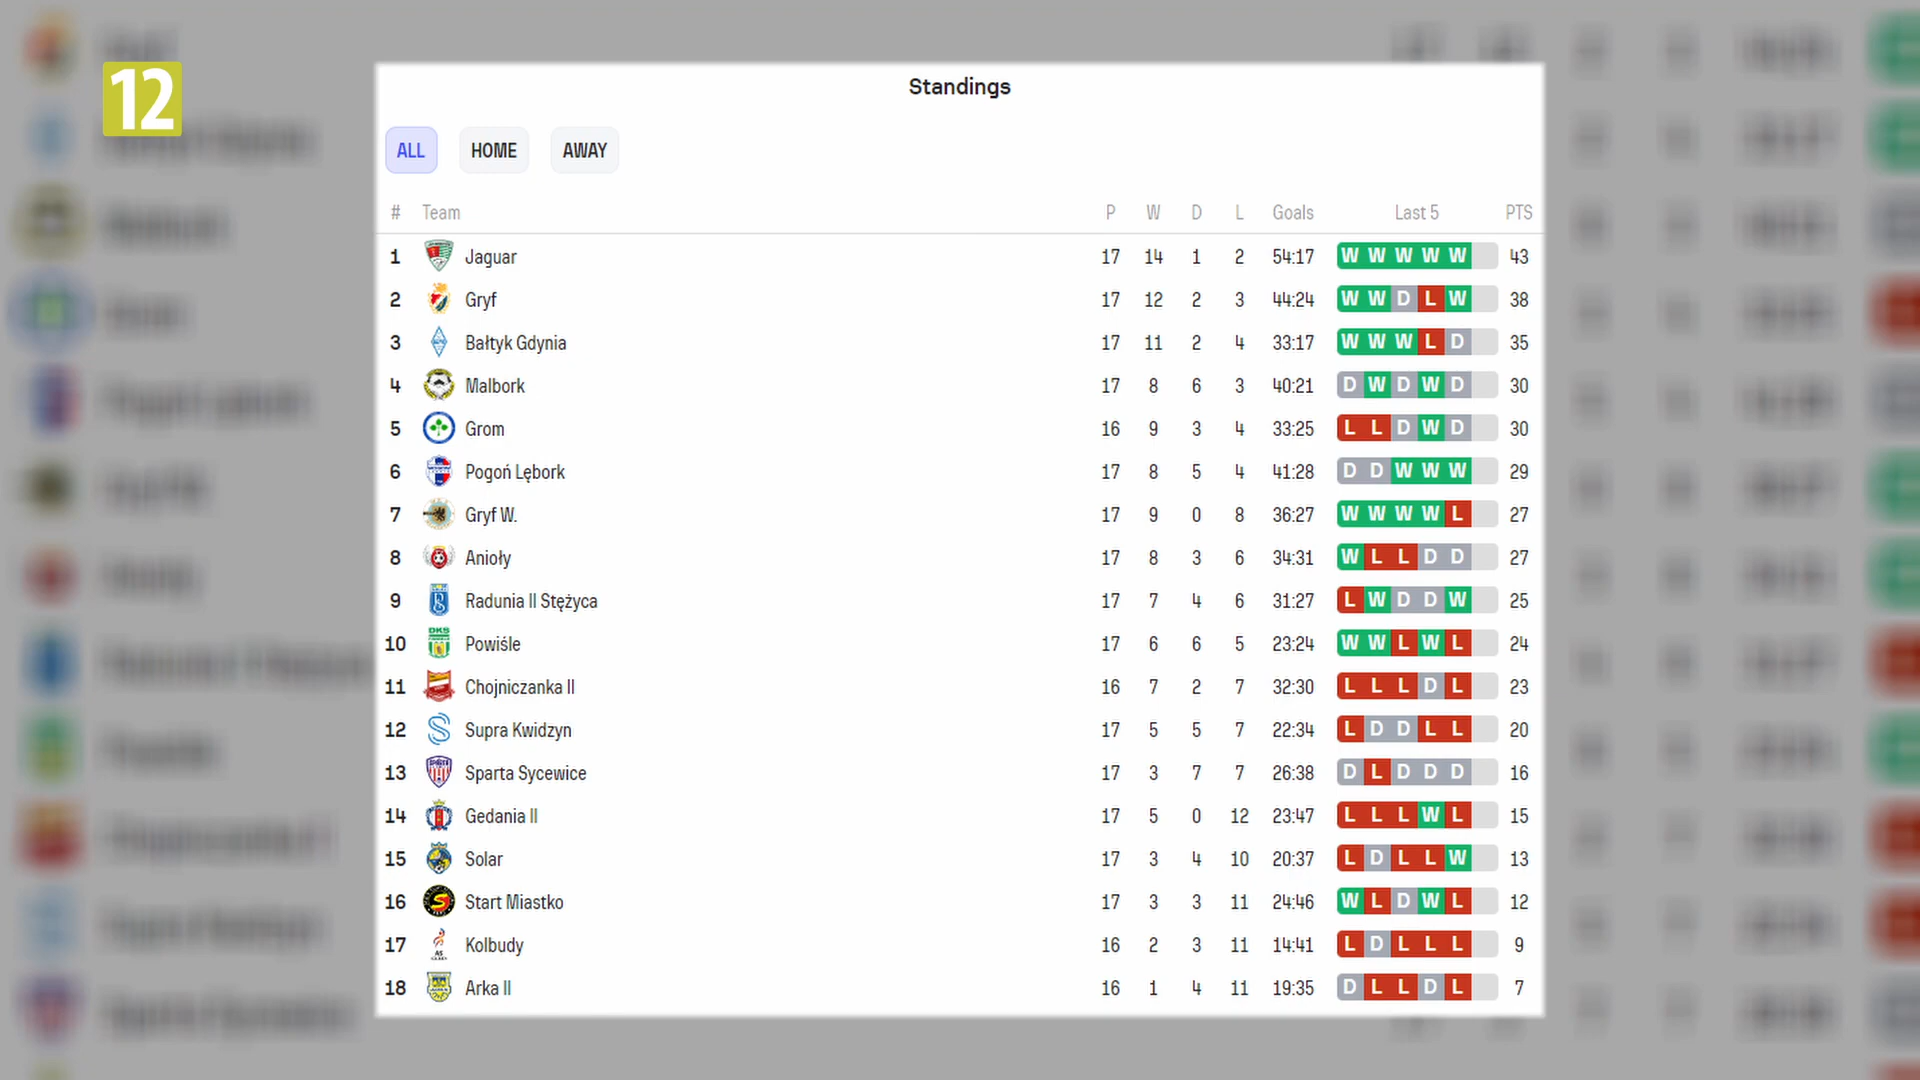 12
Standings
ALL HOME AWAY
# Team P W D L Goals Last 5 PTS
1 Jaguar 17 14 1 2 54:17 W W W W W 43
2 Gryf 17 12 2 3 44:24 W W D L W 38
3 Bałtyk Gdynia 17 11 2 4 33:17 W W W L D 35
4 Malbork 17 8 6 3 40:21 D W D W D 30
5 Grom 16 9 3 4 33:25 L L D W D 30
6 Pogoń Lębork 17 8 5 4 41:28 D D W W W 29
7 Gryf W. 17 9 0 8 36:27 W W W W L 27
8 Anioły 17 8 3 6 34:31 W L L D D 27
9 Radunia II Stężyca 17 7 4 6 31:27 L W D D W 25
10 Powiśle 17 6 6 5 23:24 W W L W L 24
11 Chojniczanka II 16 7 2 7 32:30 L L L D L 23
12 Supra Kwidzyn 17 5 5 7 22:34 L D D L L 20
13 Sparta Sycewice 17 3 7 7 26:38 D L D D D 16
14 Gedania II 17 5 0 12 23:47 L L L W L 15
15 Solar 17 3 4 10 20:37 L D L L W 13
16 Start Miastko 17 3 3 11 24:46 W L D W L 12
17 Kolbudy 16 2 3 11 14:41 L D L L L 9
18 Arka II 16 1 4 11 19:35 D L L D L 7